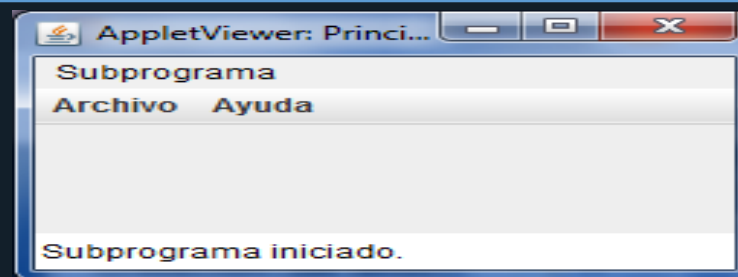 AppletViewer: Princi...
Subprograma
Archivo Ayuda
Subprograma iniciado.